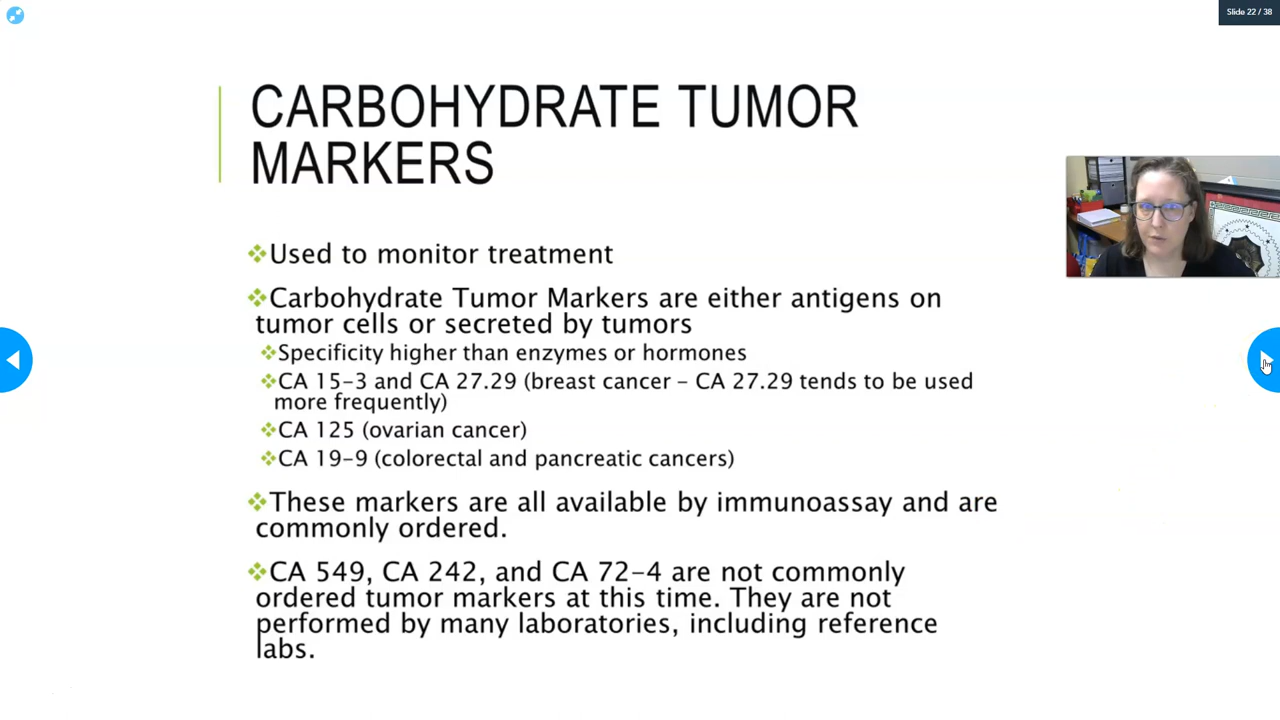 Slide 22 / 38
CARBOHYDRATE TUMOR
MARKERS
Used to monitor treatment
Carbohydrate Tumor Markers are either antigens on
tumor cells or secreted by tumors
Specificity higher than enzymes or hormones
CA 15-3 and CA 27.29 (breast cancer – CA 27.29 tends to be used
more frequently)
CA 125 (ovarian cancer)
CA 19-9 (colorectal and pancreatic cancers)
These markers are all available by immunoassay and are
commonly ordered.
CA 549, CA 242, and CA 72-4 are not commonly
ordered tumor markers at this time. They are not
performed by many laboratories, including reference
labs.